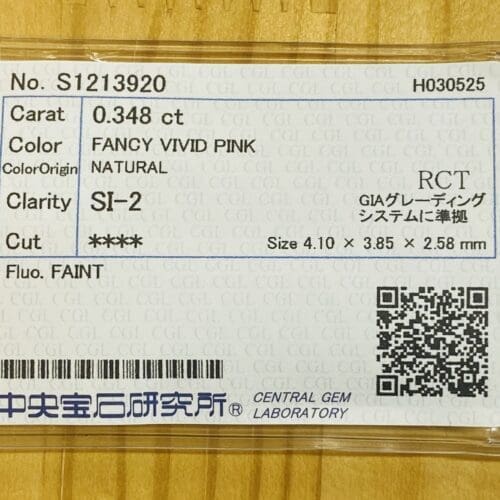 No. S1213920 H030525
Carat 0.348 ct
Color FANCY VIVID PINK
ColorOrigin NATURAL
Clarity SI-2
RCT
GIAグレーディング
システムに準拠
Cut ****
Size 4.10 × 3.85 × 2.58 mm
Fluo. FAINT
中央宝石研究所®
CENTRAL GEM
LABORATORY